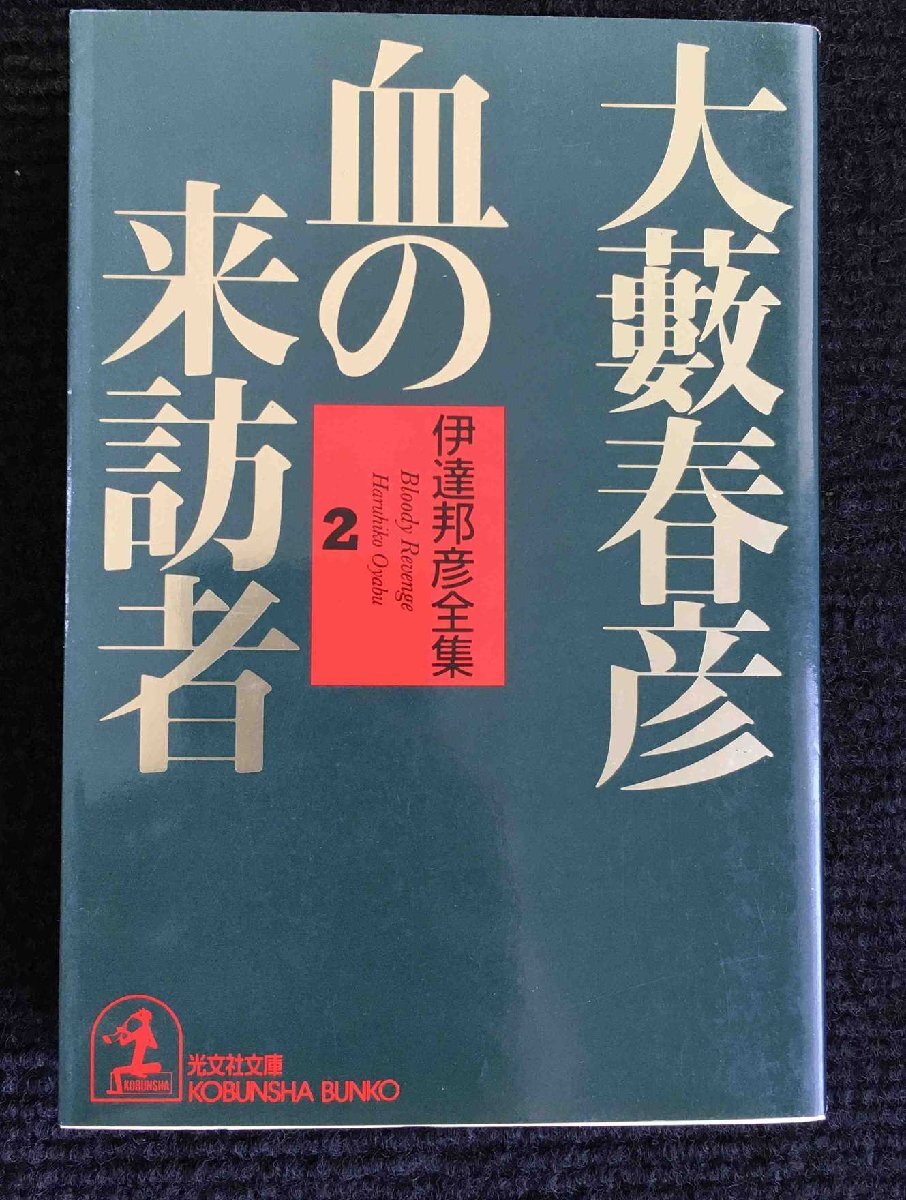 大藪春彦
血の
来訪者
伊達邦彦全集
Bloody Revenge
Haruhiko Oyabu
2
KOBUNSHA
光文社文庫
KOBUNSHA BUNKO